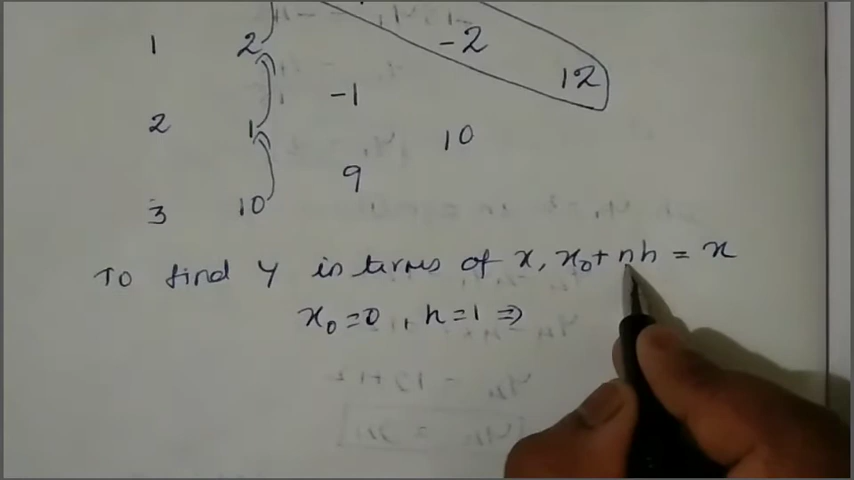 1 2 -2
12
-1
2 1 10
9
3 10
To find y in terms of x, x₀ + nh = x
x₀ = 0, h = 1 ⇒